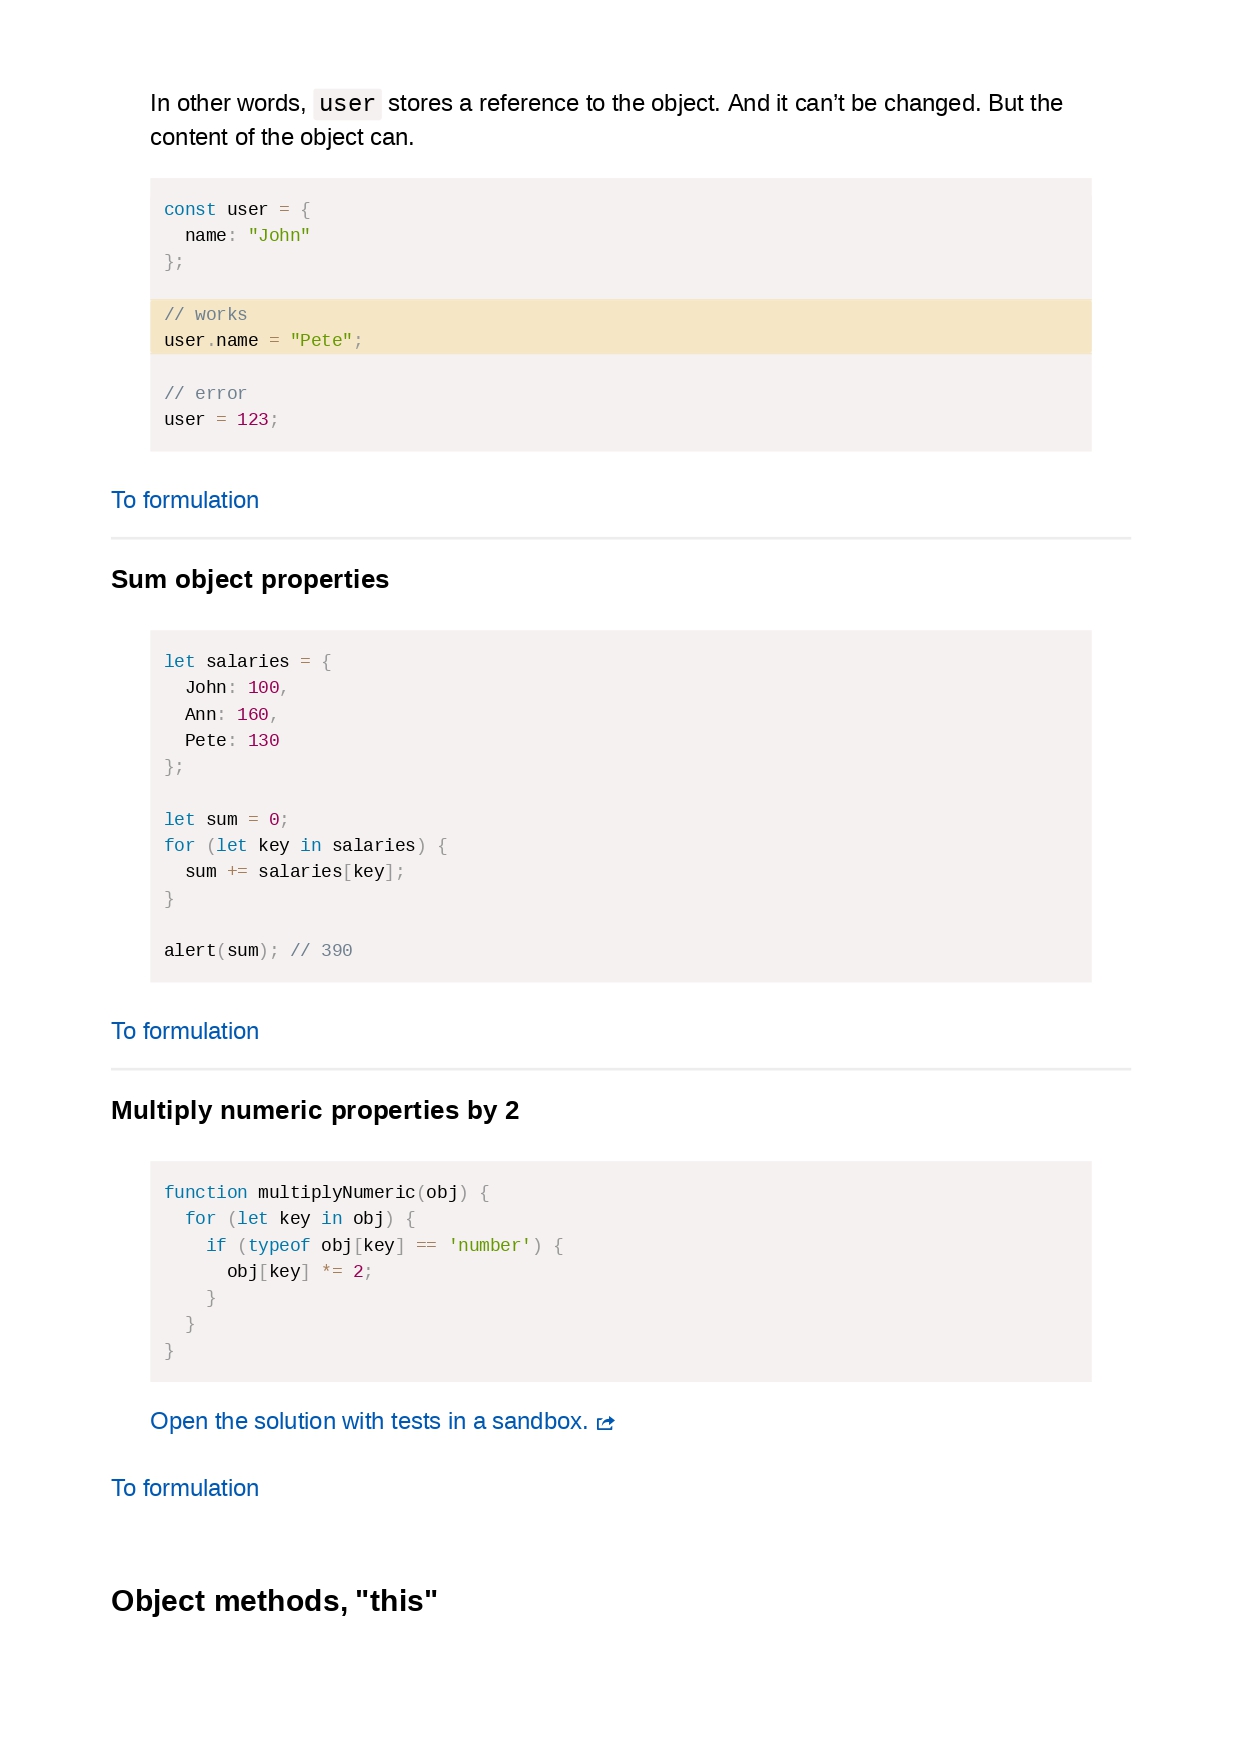 In other words, user stores a reference to the object. And it can’t be changed. But the
content of the object can.
const user = {
  name: "John"
};
// works
user.name = "Pete";
// error
user = 123;
To formulation
Sum object properties
let salaries = {
  John: 100,
  Ann: 160,
  Pete: 130
};
let sum = 0;
for (let key in salaries) {
  sum += salaries[key];
}
alert(sum); // 390
To formulation
Multiply numeric properties by 2
function multiplyNumeric(obj) {
  for (let key in obj) {
    if (typeof obj[key] == 'number') {
      obj[key] *= 2;
    }
  }
}
Open the solution with tests in a sandbox.
To formulation
Object methods, "this"